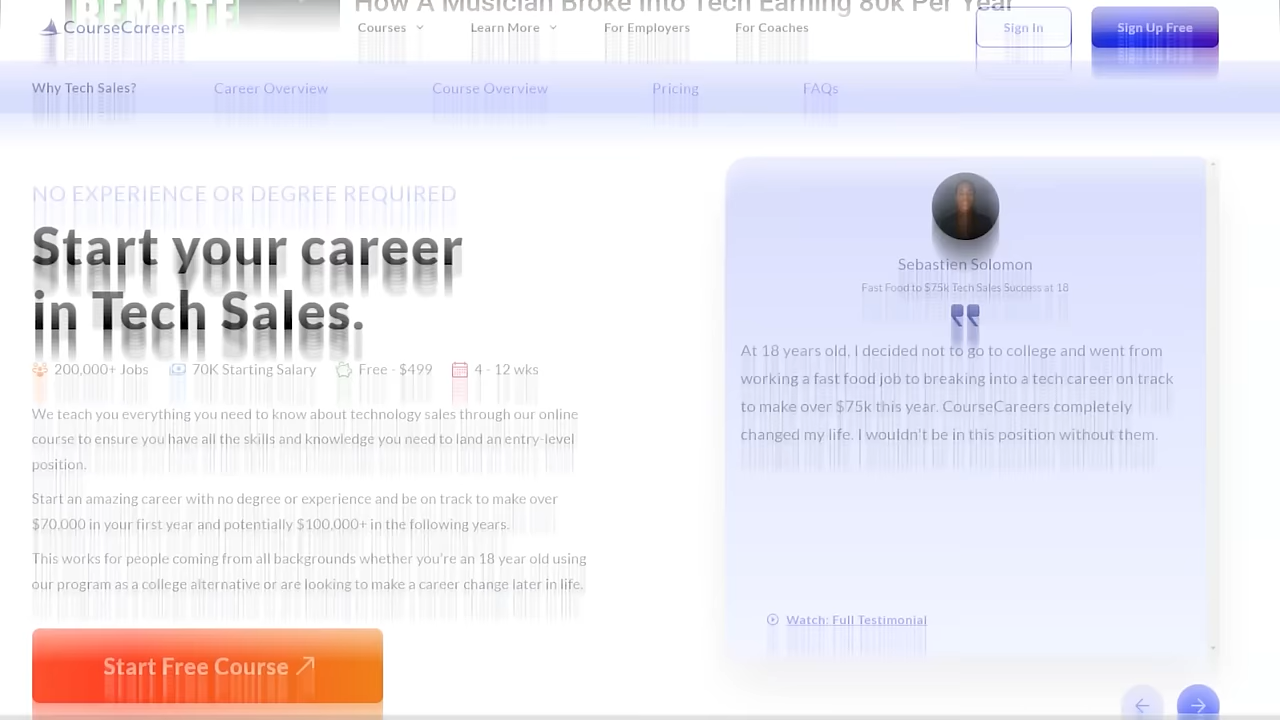 REMOTE
How A Musician Broke Into Tech Earning 80k Per Year
CourseCareers
Courses
Learn More
For Employers
For Coaches
Sign In
Sign Up Free
Why Tech Sales?
Career Overview
Course Overview
Pricing
FAQs
NO EXPERIENCE OR DEGREE REQUIRED
Start your career
in Tech Sales.
200,000+ Jobs
70K Starting Salary
Free - $499
4 - 12 wks
We teach you everything you need to know about technology sales through our online
course to ensure you have all the skills and knowledge you need to land an entry-level
position.
Start an amazing career with no degree or experience and be on track to make over
$70,000 in your first year and potentially $100,000+ in the following years.
This works for people coming from all backgrounds whether you're an 18 year old using
our program as a college alternative or are looking to make a career change later in life.
Start Free Course
Sebastien Solomon
Fast Food to $75k Tech Sales Success at 18
"
At 18 years old, I decided not to go to college and went from
working a fast food job to breaking into a tech career on track
to make over $75k this year. CourseCareers completely
changed my life. I wouldn't be in this position without them.
Watch: Full Testimonial